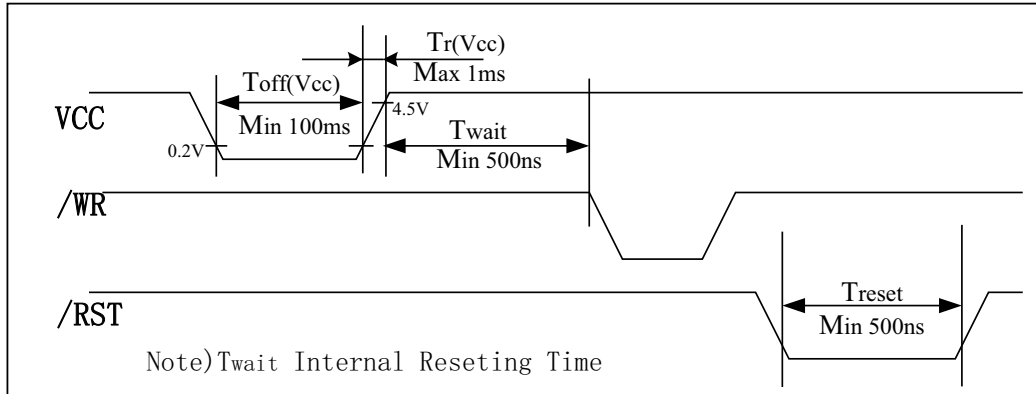 Tr(Vcc)
Max 1ms
Toff(Vcc)
Min 100ms
VCC
4.5V
0.2V
Twait
Min 500ns
/WR
Treset
Min 500ns
/RST
Note)Twait Internal Reseting Time